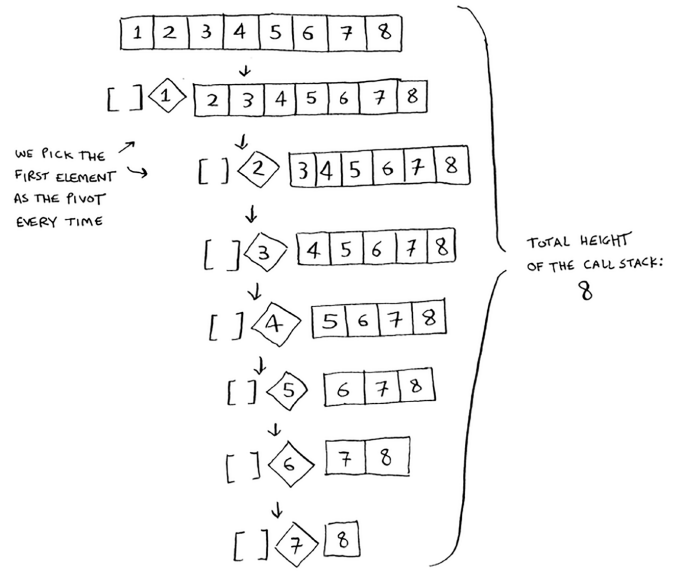 1 2 3 4 5 6 7 8
[ ] 1 2 3 4 5 6 7 8
WE PICK THE
FIRST ELEMENT
AS THE PIVOT
EVERY TIME
[ ] 2 3 4 5 6 7 8
[ ] 3 4 5 6 7 8
TOTAL HEIGHT
OF THE CALL STACK:
8
[ ] 4 5 6 7 8
[ ] 5 6 7 8
[ ] 6 7 8
[ ] 7 8